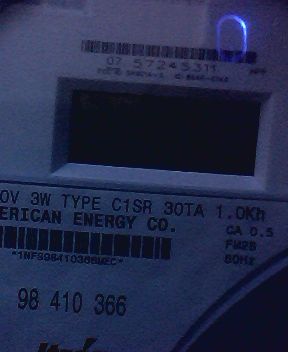 07 57245311
0V 3W TYPE C1SR 30TA 1.0Kh
ERICAN ENERGY CO.
CA 0.5
FM2S
60Hz
98 410 366